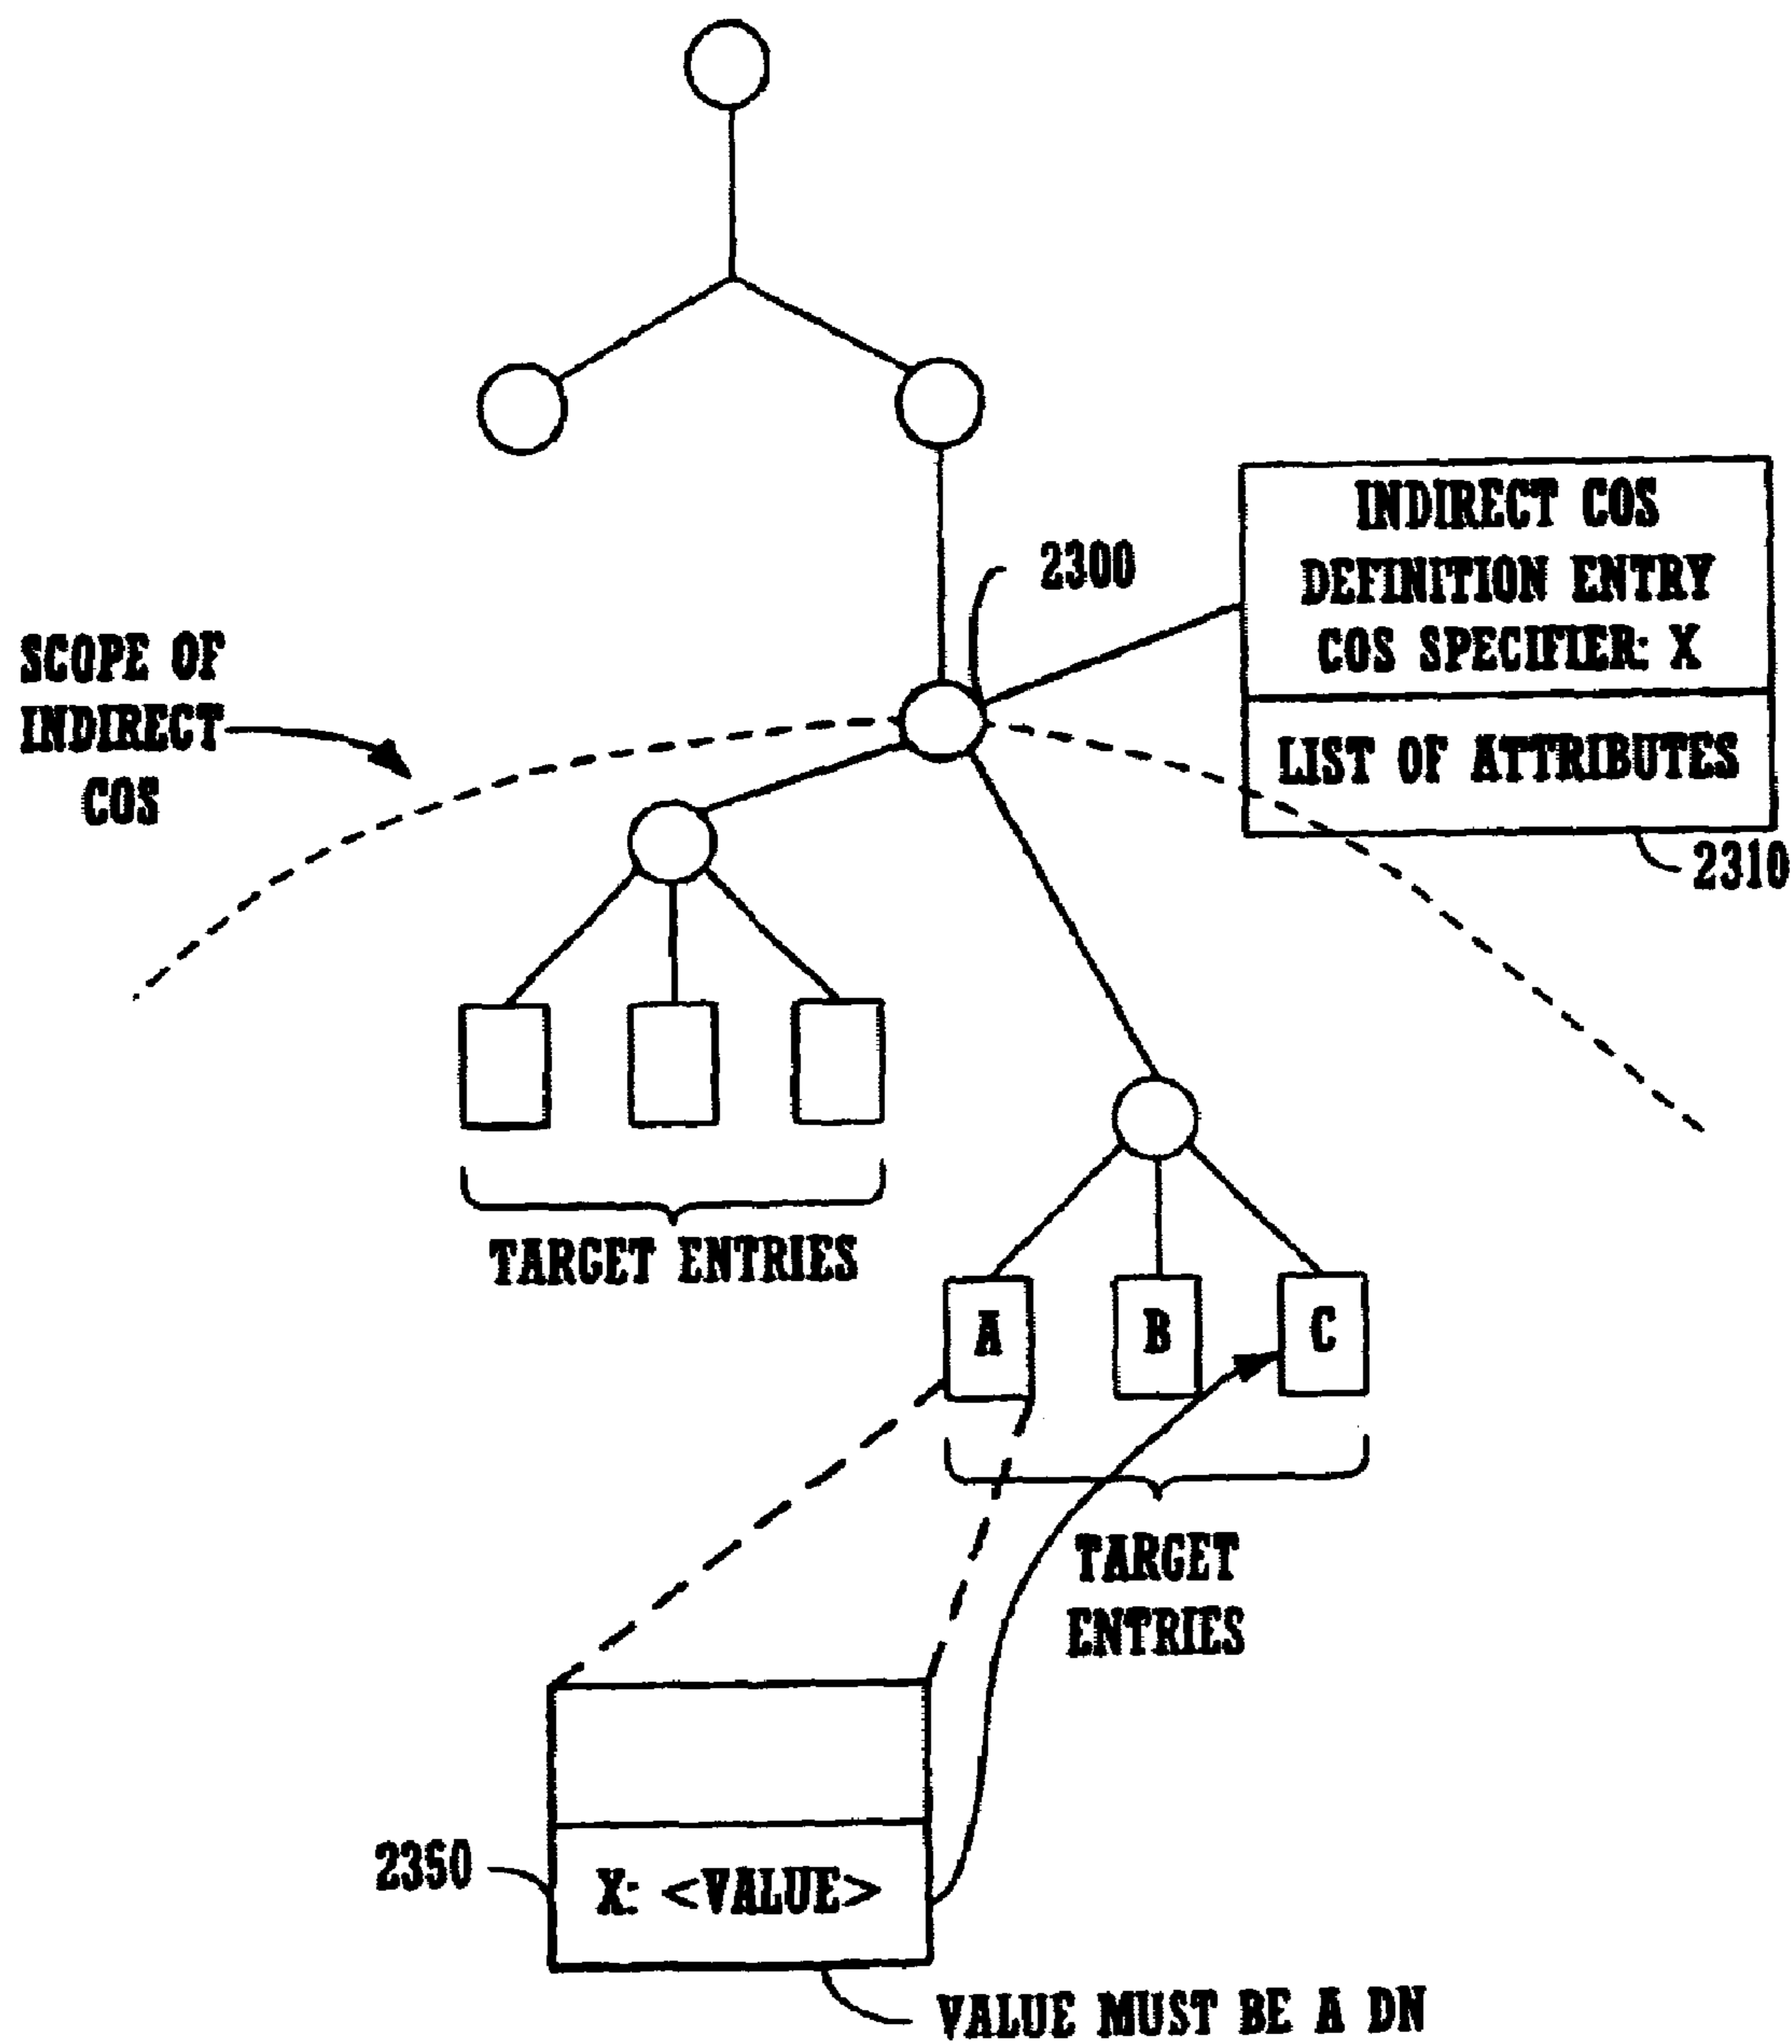 2300
INDIRECT COS
DEFINITION ENTRY
COS SPECIFIER: X
LIST OF ATTRIBUTES
2310
SCOPE OF
INDIRECT
COS
TARGET ENTRIES
A
B
C
TARGET
ENTRIES
2350
X: <VALUE>
VALUE MUST BE A DN